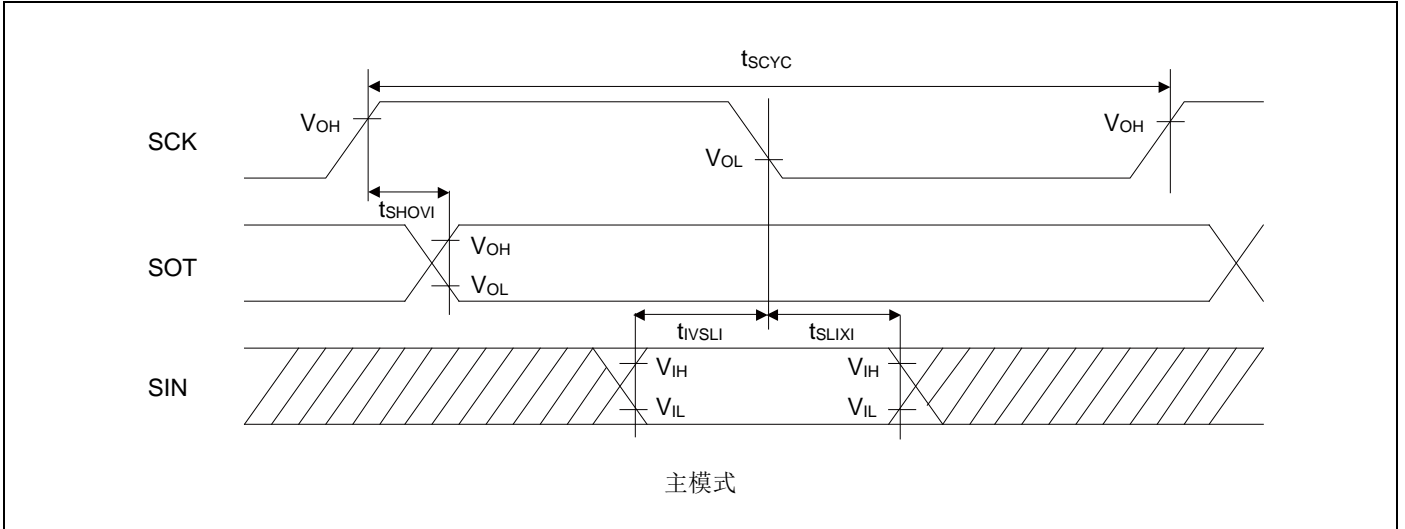 tSCYC
SCK
VOH
VOL
VOH
tSHOVI
SOT
VOH
VOL
tIVSLI
tSLIXI
SIN
VIH
VIH
VIL
VIL
主模式